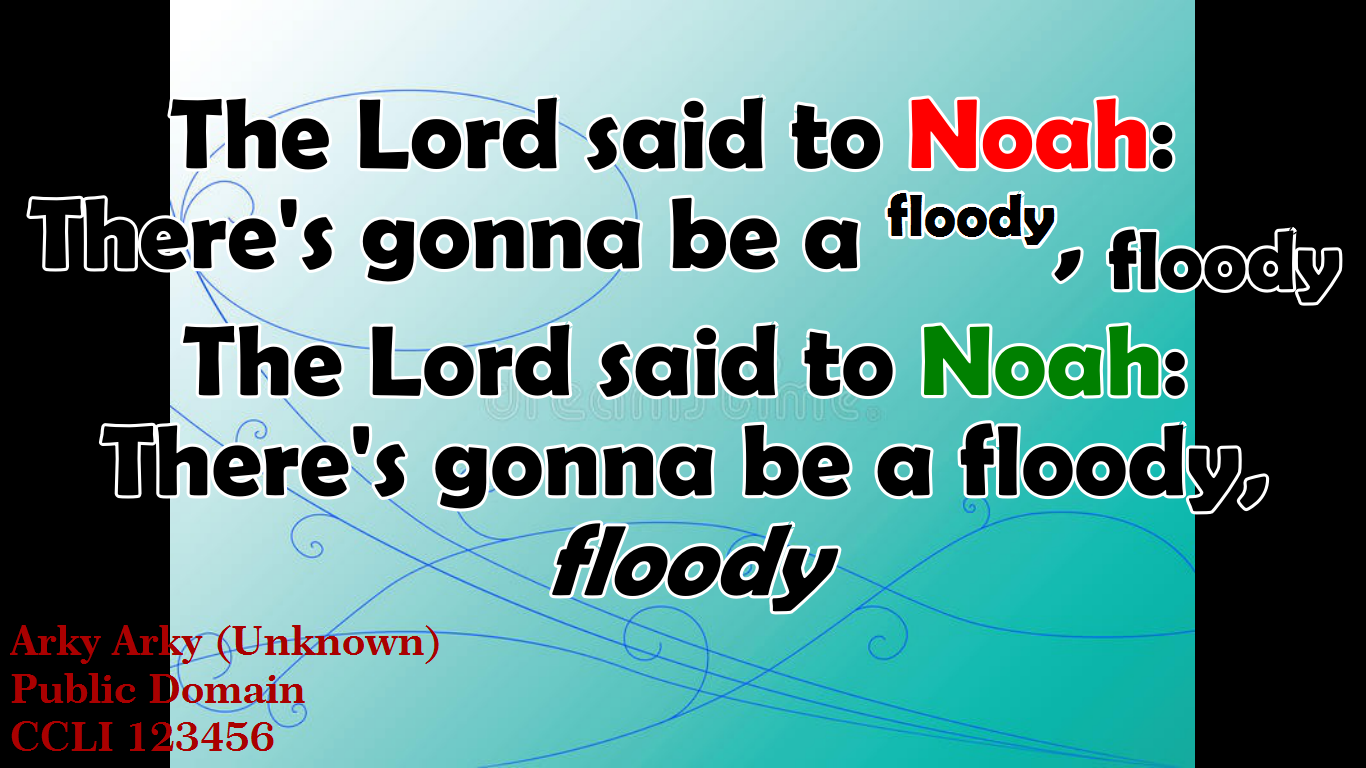 The Lord said to Noah:
There's gonna be a floody, floody
The Lord said to Noah:
dreamstime.
There's gonna be a floody,
floody
Arky Arky (Unknown)
Public Domain
CCLI 123456